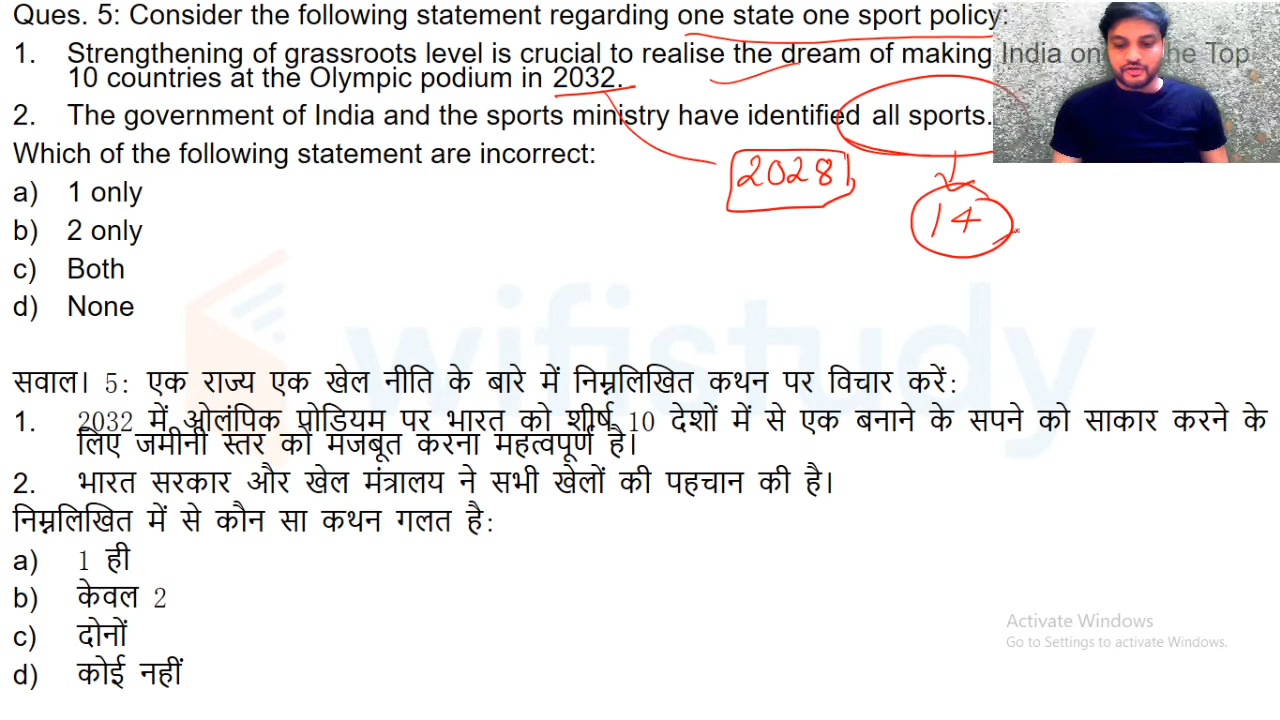 Ques. 5: Consider the following statement regarding one state one sport policy:
1. Strengthening of grassroots level is crucial to realise the dream of making India on he Top
10 countries at the Olympic podium in 2032.
2. The government of India and the sports ministry have identified all sports.
Which of the following statement are incorrect:
2028
a) 1 only
14
b) 2 only
c) Both
d) None
wifistudy
सवाल। 5: एक राज्य एक खेल नीति के बारे में निम्नलिखित कथन पर विचार करें:
1. 2032 में ओलंपिक पोडियम पर भारत को शीर्ष 10 देशों में से एक बनाने के सपने को साकार करने के
लिए जमीनी स्तर को मजबूत करना महत्वपूर्ण है।
2. भारत सरकार और खेल मंत्रालय ने सभी खेलों की पहचान की है।
निम्नलिखित में से कौन सा कथन गलत है:
a) 1 ही
b) केवल 2
c) दोनों
d) कोई नहीं
Activate Windows
Go to Settings to activate Windows.